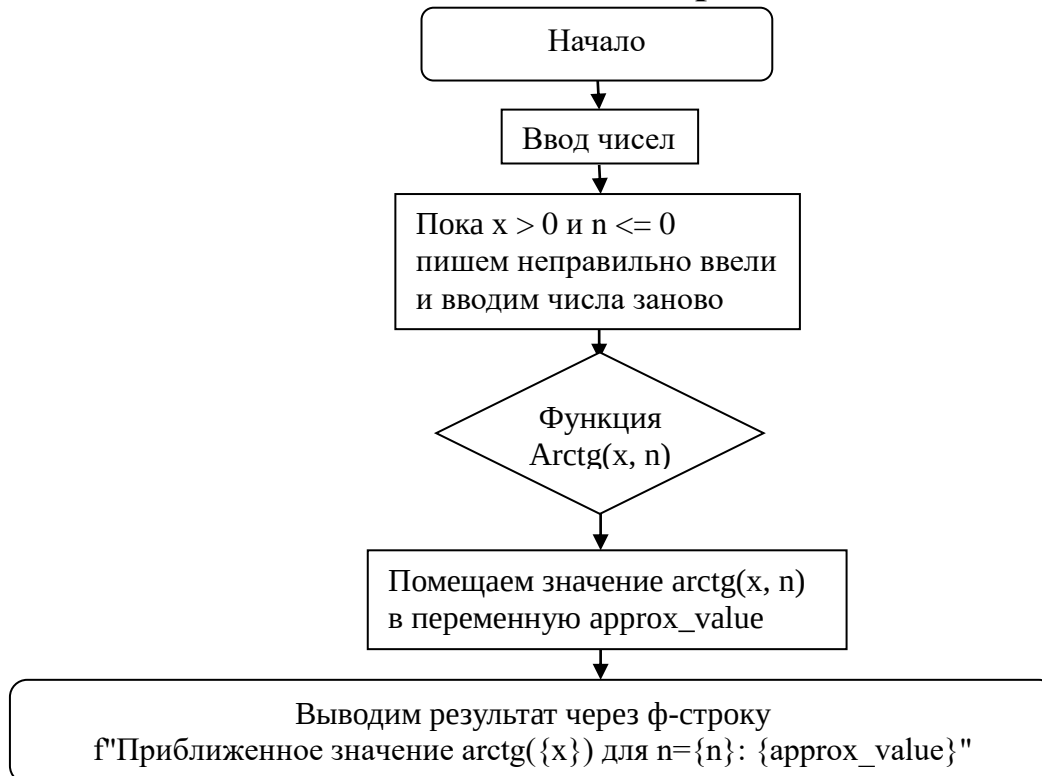 Начало
Ввод чисел
Пока x > 0 и n <= 0
пишем неправильно ввели
и вводим числа заново
Функция
Arctg(x, n)
Помещаем значение arctg(x, n)
в переменную approx_value
Выводим результат через ф-строку
f"Приближенное значение arctg({x}) для n={n}: {approx_value}"